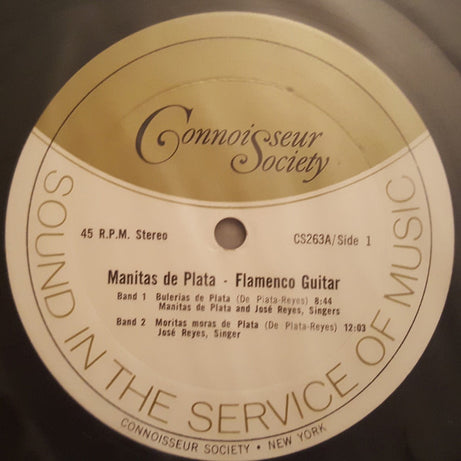 Connoisseur
Society
45 R.P.M. Stereo
CS263A/Side 1
Manitas de Plata - Flamenco Guitar
Band 1 Bulerias de Plata (De Plata-Reyes) 8:44
Manitas de Plata and José Reyes, Singers
Band 2 Moritas moras de Plata (De Plata-Reyes) 12:03
José Reyes, Singer
SOUND IN THE SERVICE OF MUSIC
CONNOISSEUR SOCIETY • NEW YORK